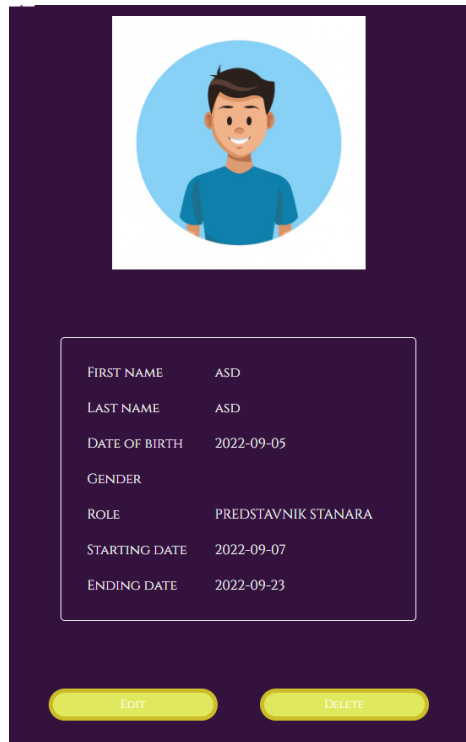 First name asd
Last name asd
Date of birth 2022-09-05
Gender
Role PREDSTAVNIK STANARA
Starting date 2022-09-07
Ending date 2022-09-23
Edit Delete